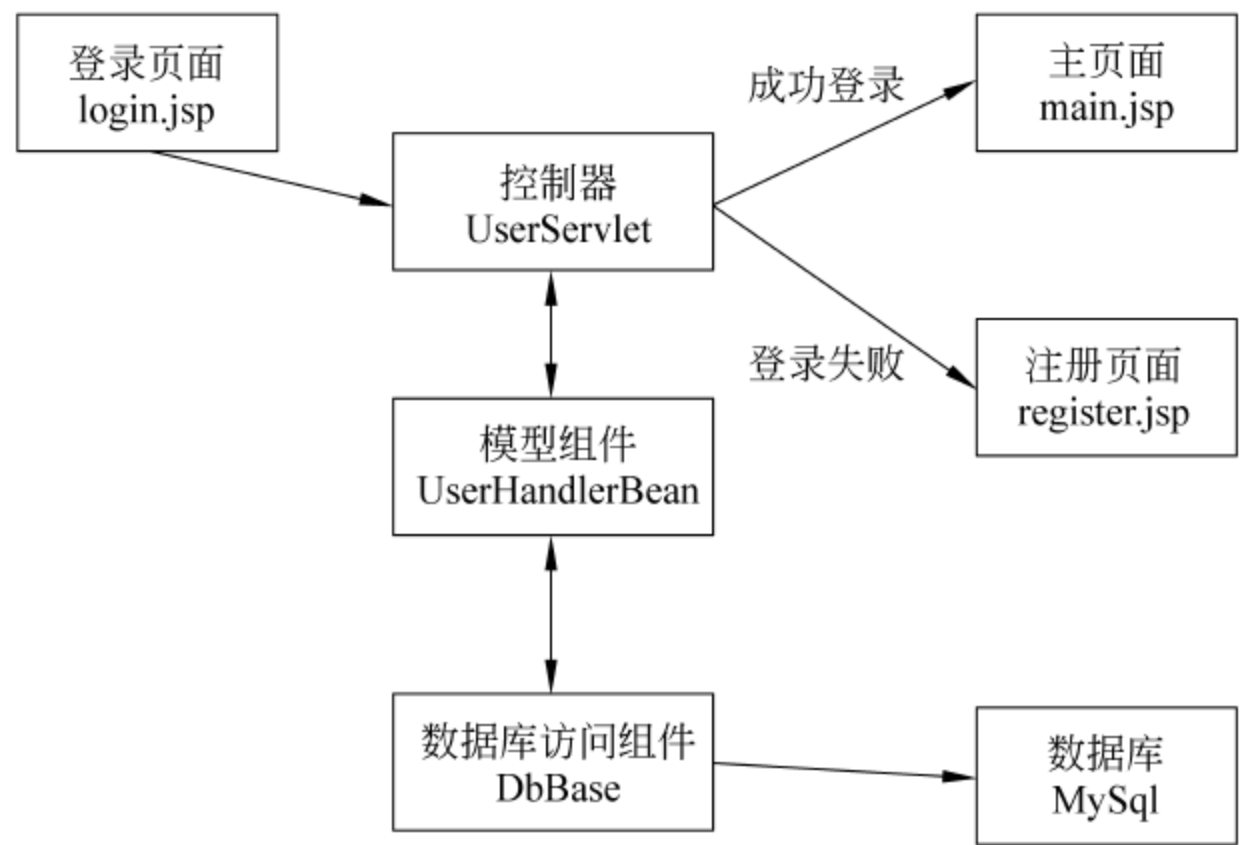 登录页面
login.jsp
成功登录
主页面
main.jsp
控制器
UserServlet
登录失败
注册页面
register.jsp
模型组件
UserHandlerBean
数据库访问组件
DbBase
数据库
MySql